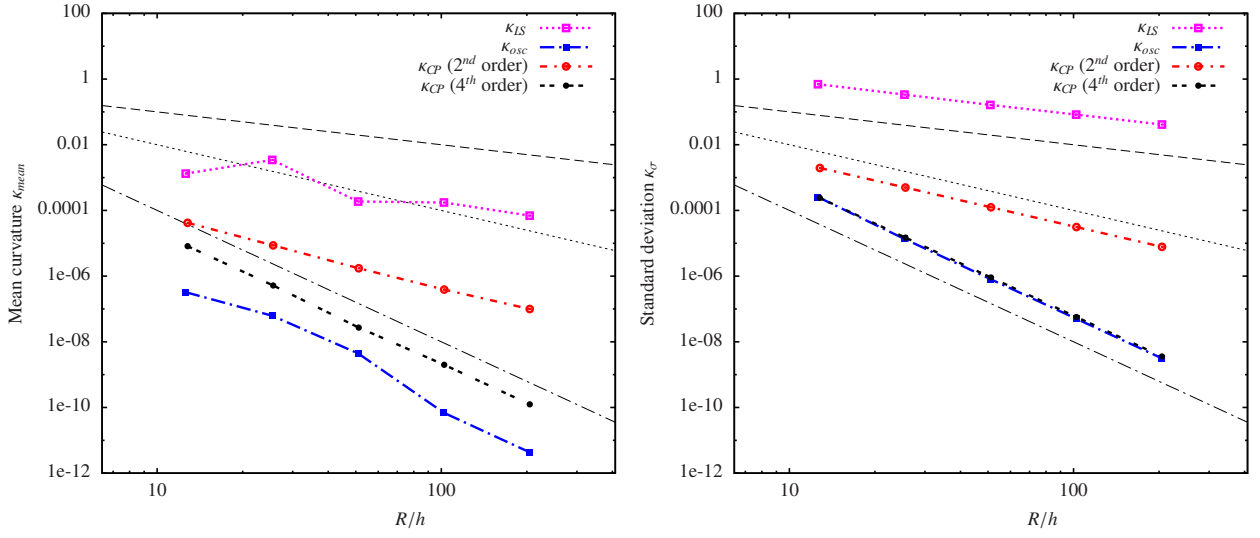 100
1
0.01
0.0001
1e-06
1e-08
1e-10
1e-12
10
100
Mean curvature κmean
R/h
κLS
κosc
κCP (2nd order)
κCP (4th order)
100
1
0.01
0.0001
1e-06
1e-08
1e-10
1e-12
10
100
Standard deviation κσ
R/h
κLS
κosc
κCP (2nd order)
κCP (4th order)